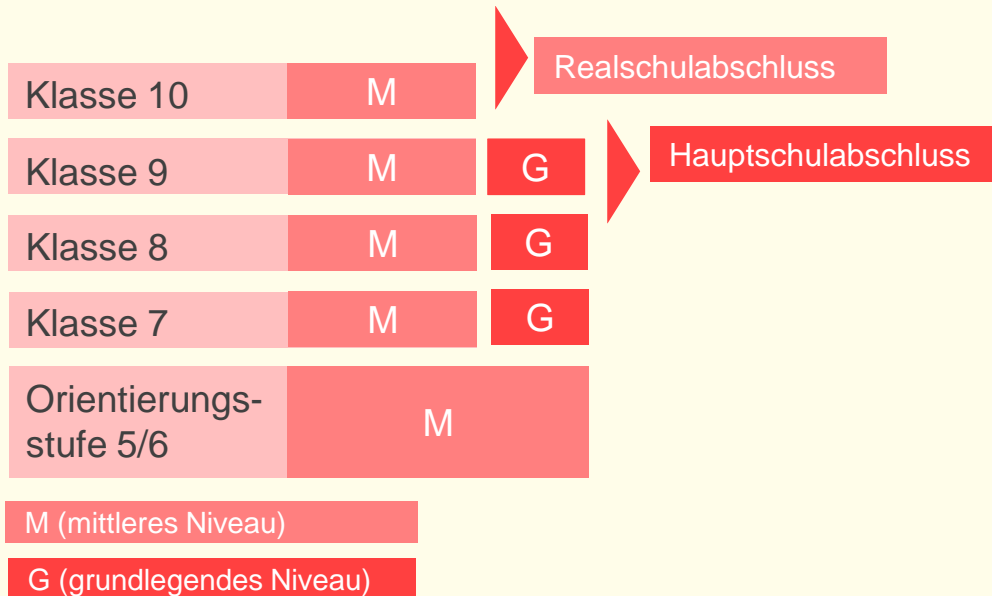 Realschulabschluss
Klasse 10
M
Hauptschulabschluss
Klasse 9
M
G
Klasse 8
M
G
Klasse 7
M
G
Orientierungs-
stufe 5/6
M
M (mittleres Niveau)
G (grundlegendes Niveau)